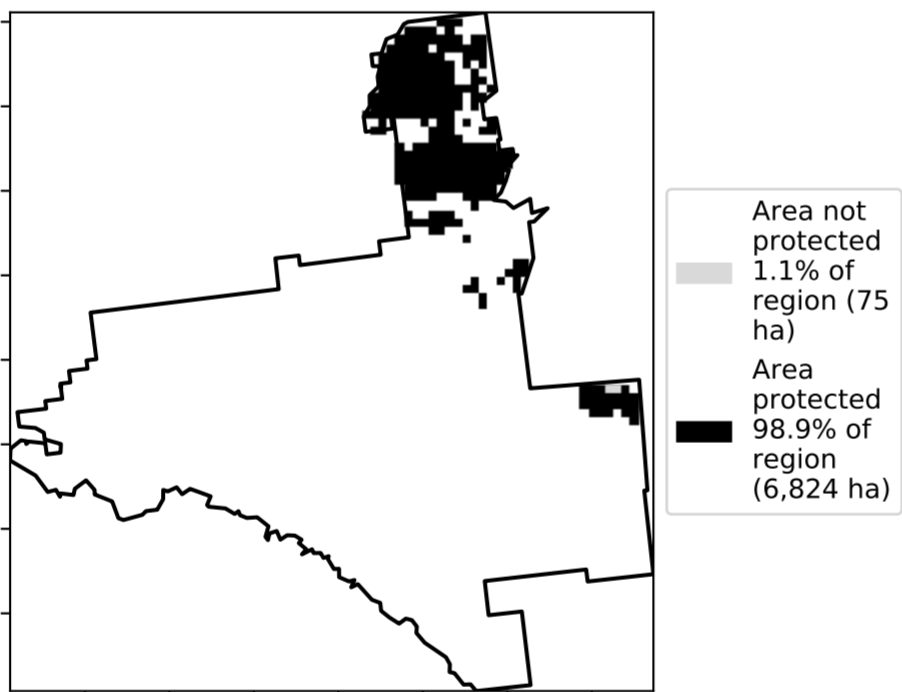 Area not
protected
1.1% of
region (75
ha)
Area
protected
98.9% of
region
(6,824 ha)